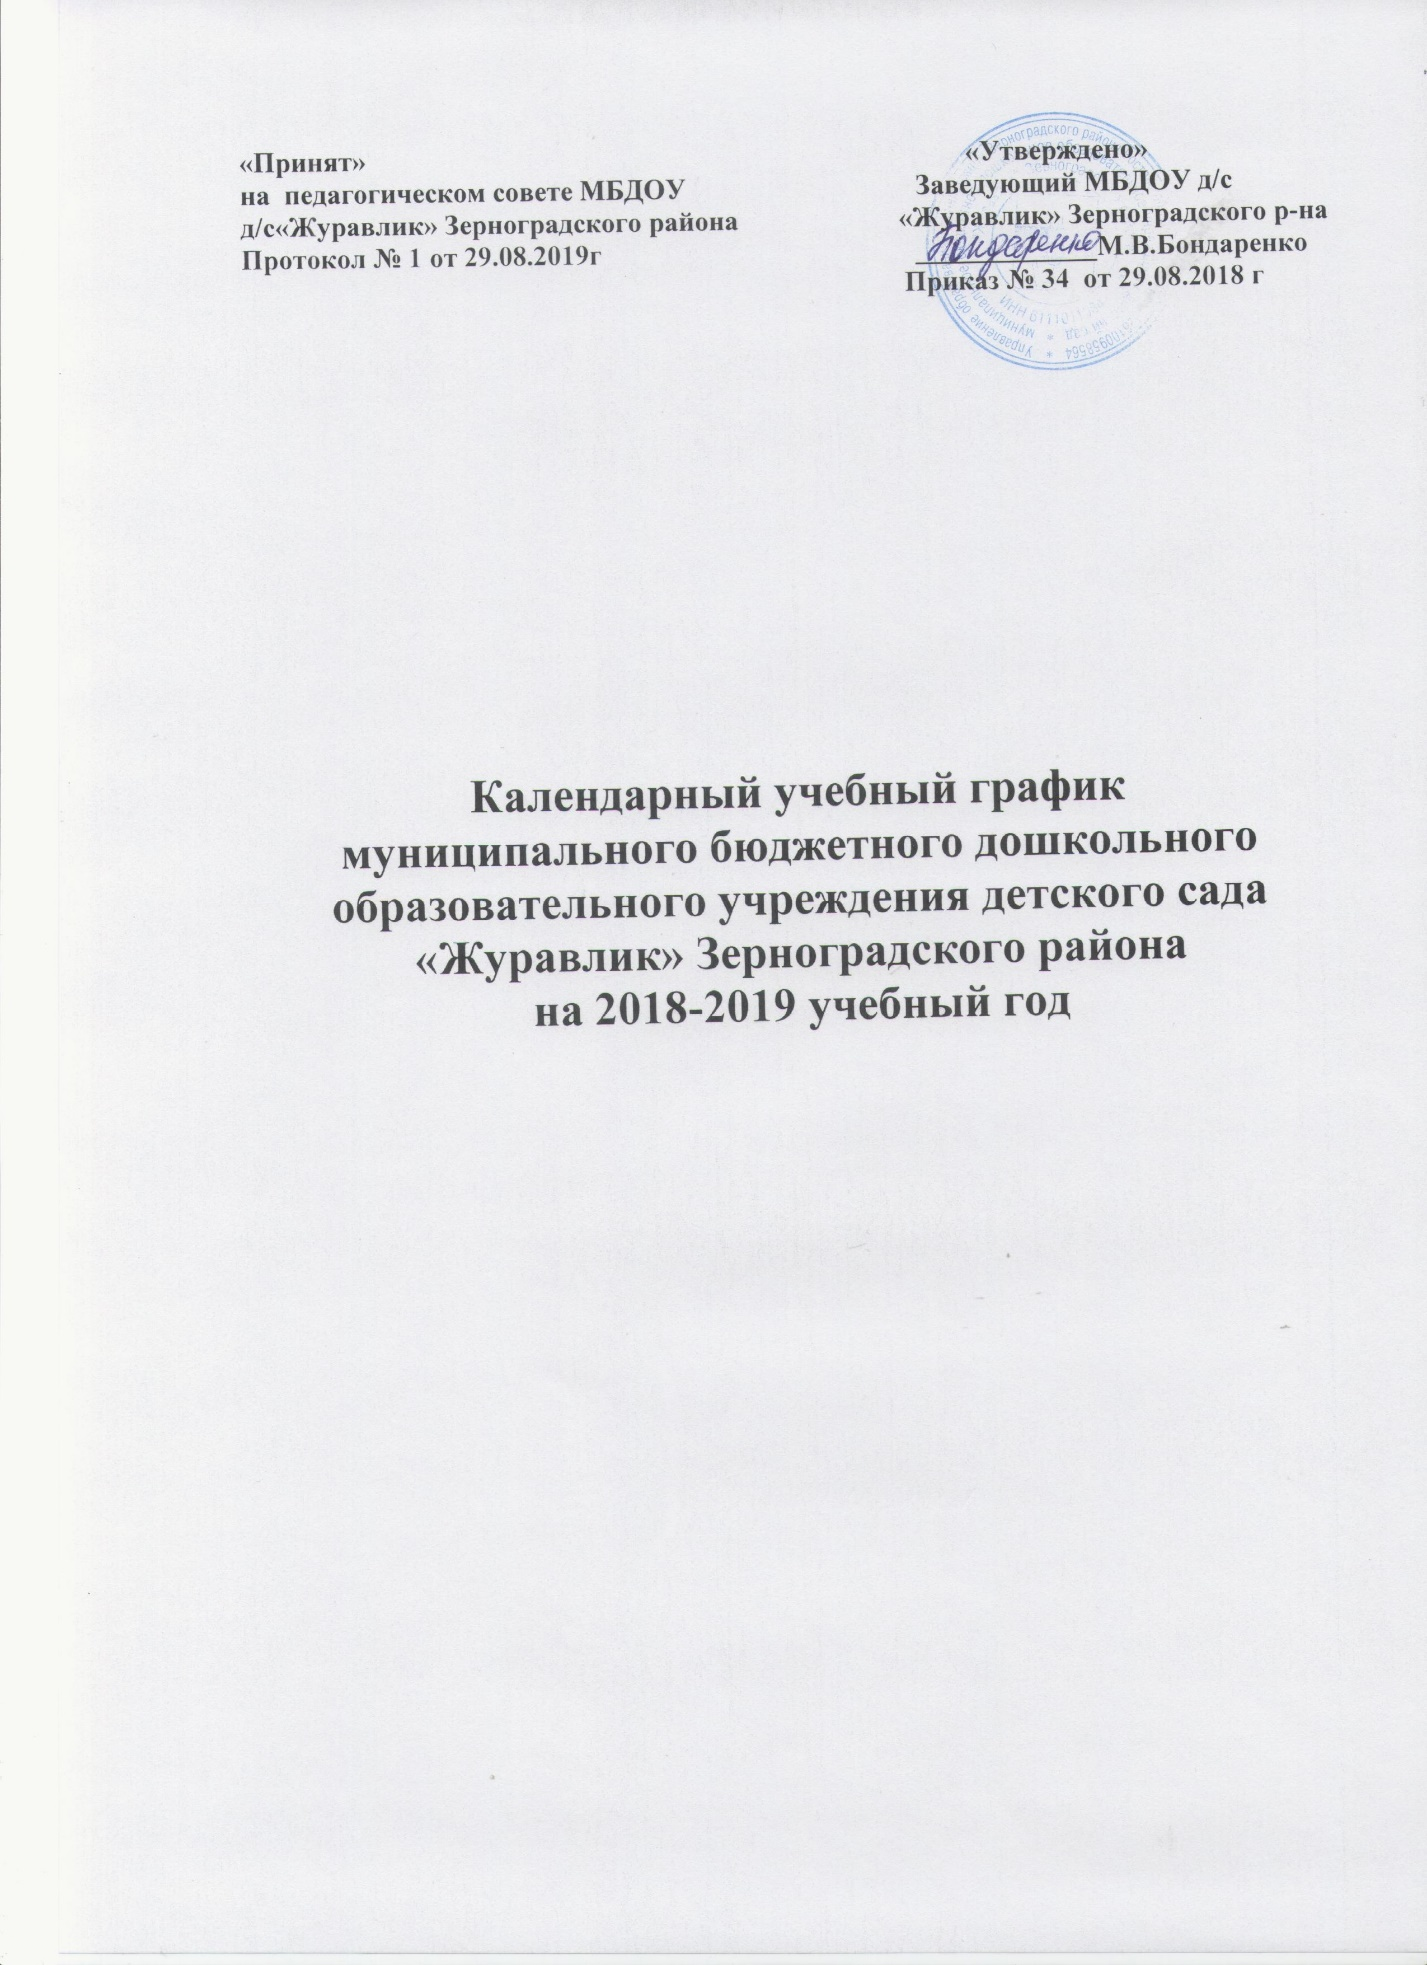 «Принят»
на педагогическом совете МБДОУ
д/с«Журавлик» Зерноградского района
Протокол № 1 от 29.08.2019г
«Утверждено»
Заведующий МБДОУ д/с
«Журавлик» Зерноградского р-на
Бондаренко М.В.Бондаренко
Приказ № 34 от 29.08.2018 г
Календарный учебный график
муниципального бюджетного дошкольного
образовательного учреждения детского сада
«Журавлик» Зерноградского района
на 2018-2019 учебный год